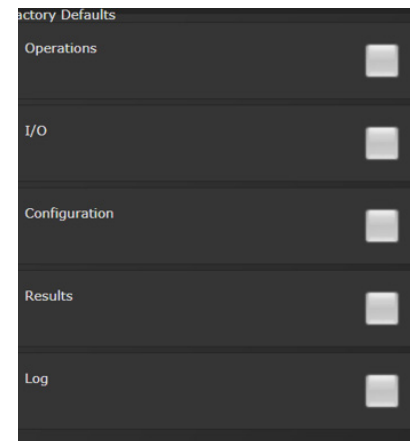 actory Defaults
Operations
I/O
Configuration
Results
Log